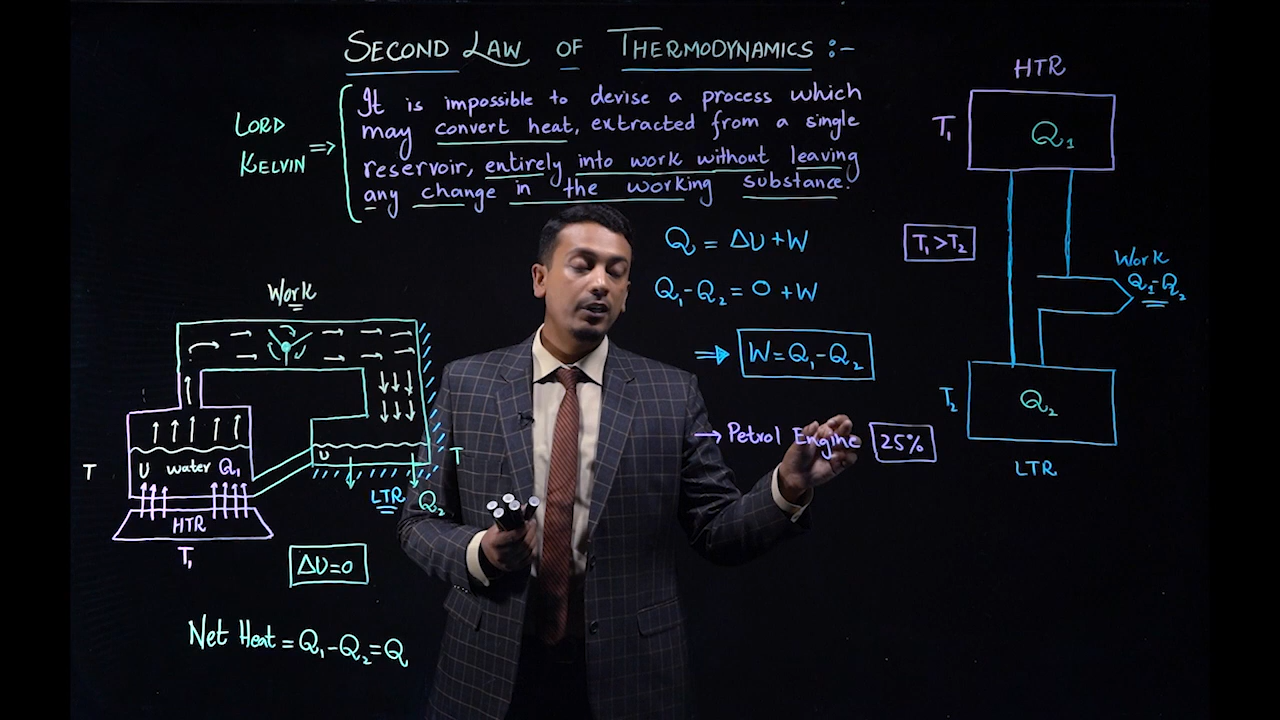 SECOND LAW OF THERMODYNAMICS :-
LORD
KELVIN ⇒
It is impossible to devise a process which
may convert heat, extracted from a single
reservoir, entirely into work without leaving
any change in the working substance.
Q = ΔU + W
Q₁-Q₂ = 0 + W
⇒ W = Q₁-Q₂
→ Petrol Engine 25%
HTR
T₁
Q₁
T₁>T₂
Work
Q₁-Q₂
T₂
Q₂
LTR
Work
U water Q₁
T
HTR
T₁
U
T
LTR
Q₂
ΔU=0
Net Heat = Q₁-Q₂ = Q